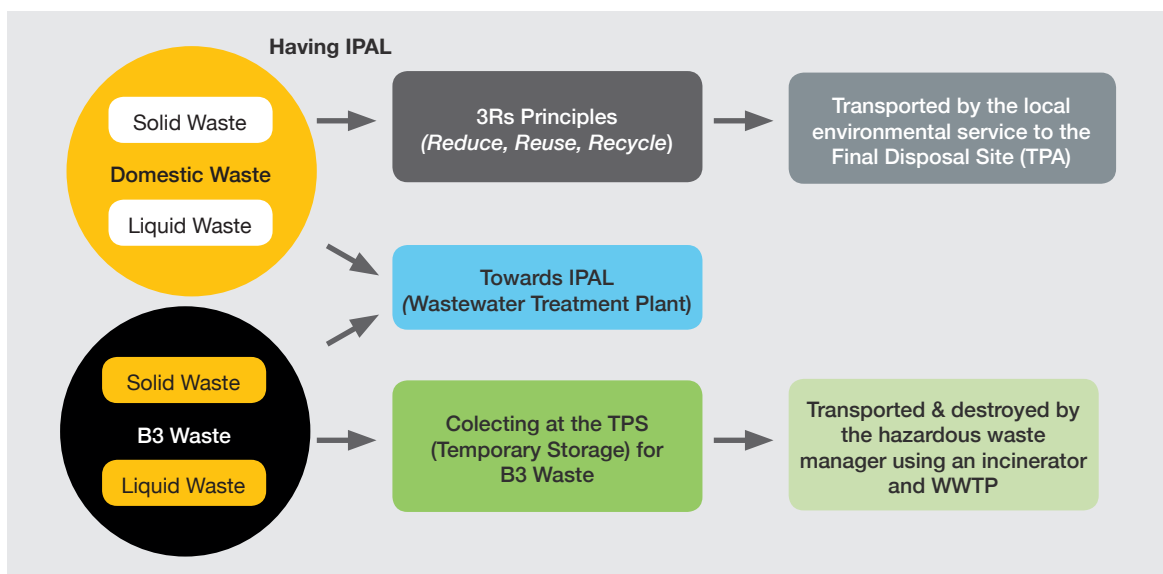 Having IPAL
Solid Waste
Domestic Waste
Liquid Waste
3Rs Principles
(Reduce, Reuse, Recycle)
Transported by the local
environmental service to the
Final Disposal Site (TPA)
Towards IPAL
(Wastewater Treatment Plant)
Solid Waste
B3 Waste
Liquid Waste
Colecting at the TPS
(Temporary Storage) for
B3 Waste
Transported & destroyed by
the hazardous waste
manager using an incinerator
and WWTP